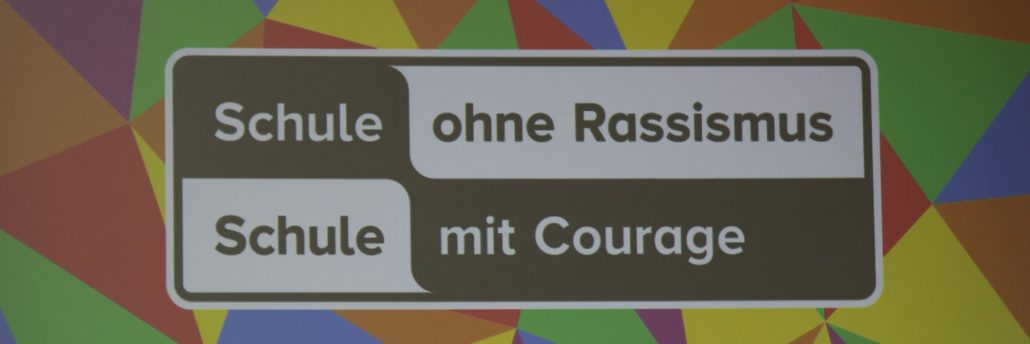 Schule ohne Rassismus
Schule mit Courage